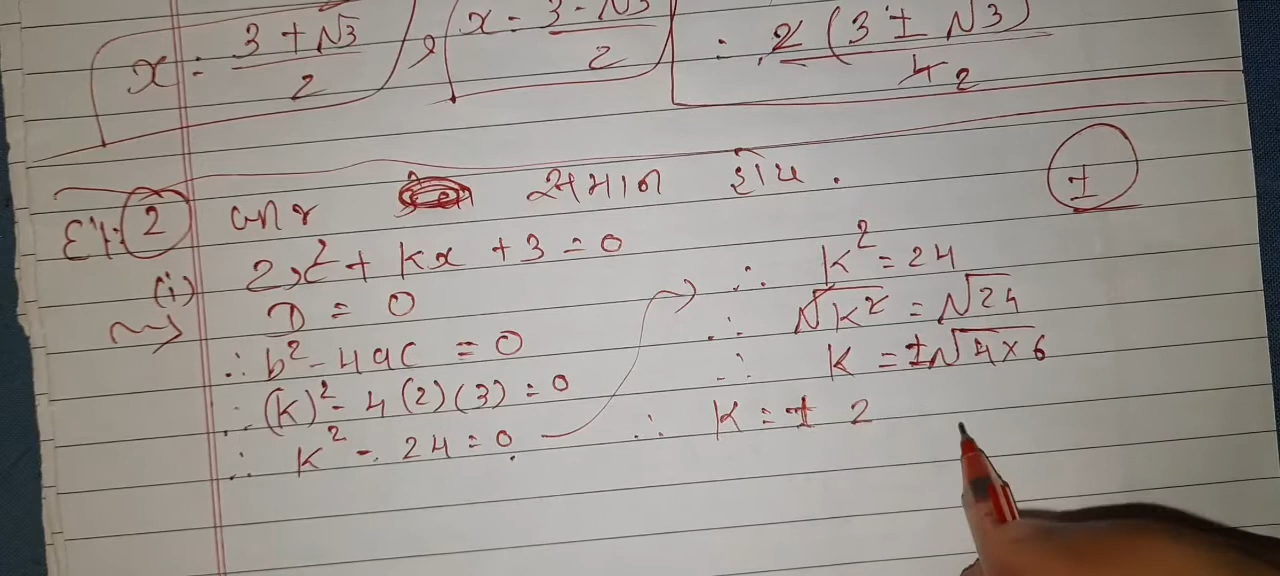 x = 3 + √3 / 2 , x = 3 - √3 / 2
= 2 (3 ± √3) / 4 2
દા.(2) સમાન હોય .
(i) 2x² + kx + 3 = 0
D = 0
∴ b² - 4ac = 0
∴ (k)² - 4 (2) (3) = 0
∴ k² - 24 = 0
±
∴ k² = 24
∴ √k² = √24
∴ k = ±√4×6
∴ k = ± 2